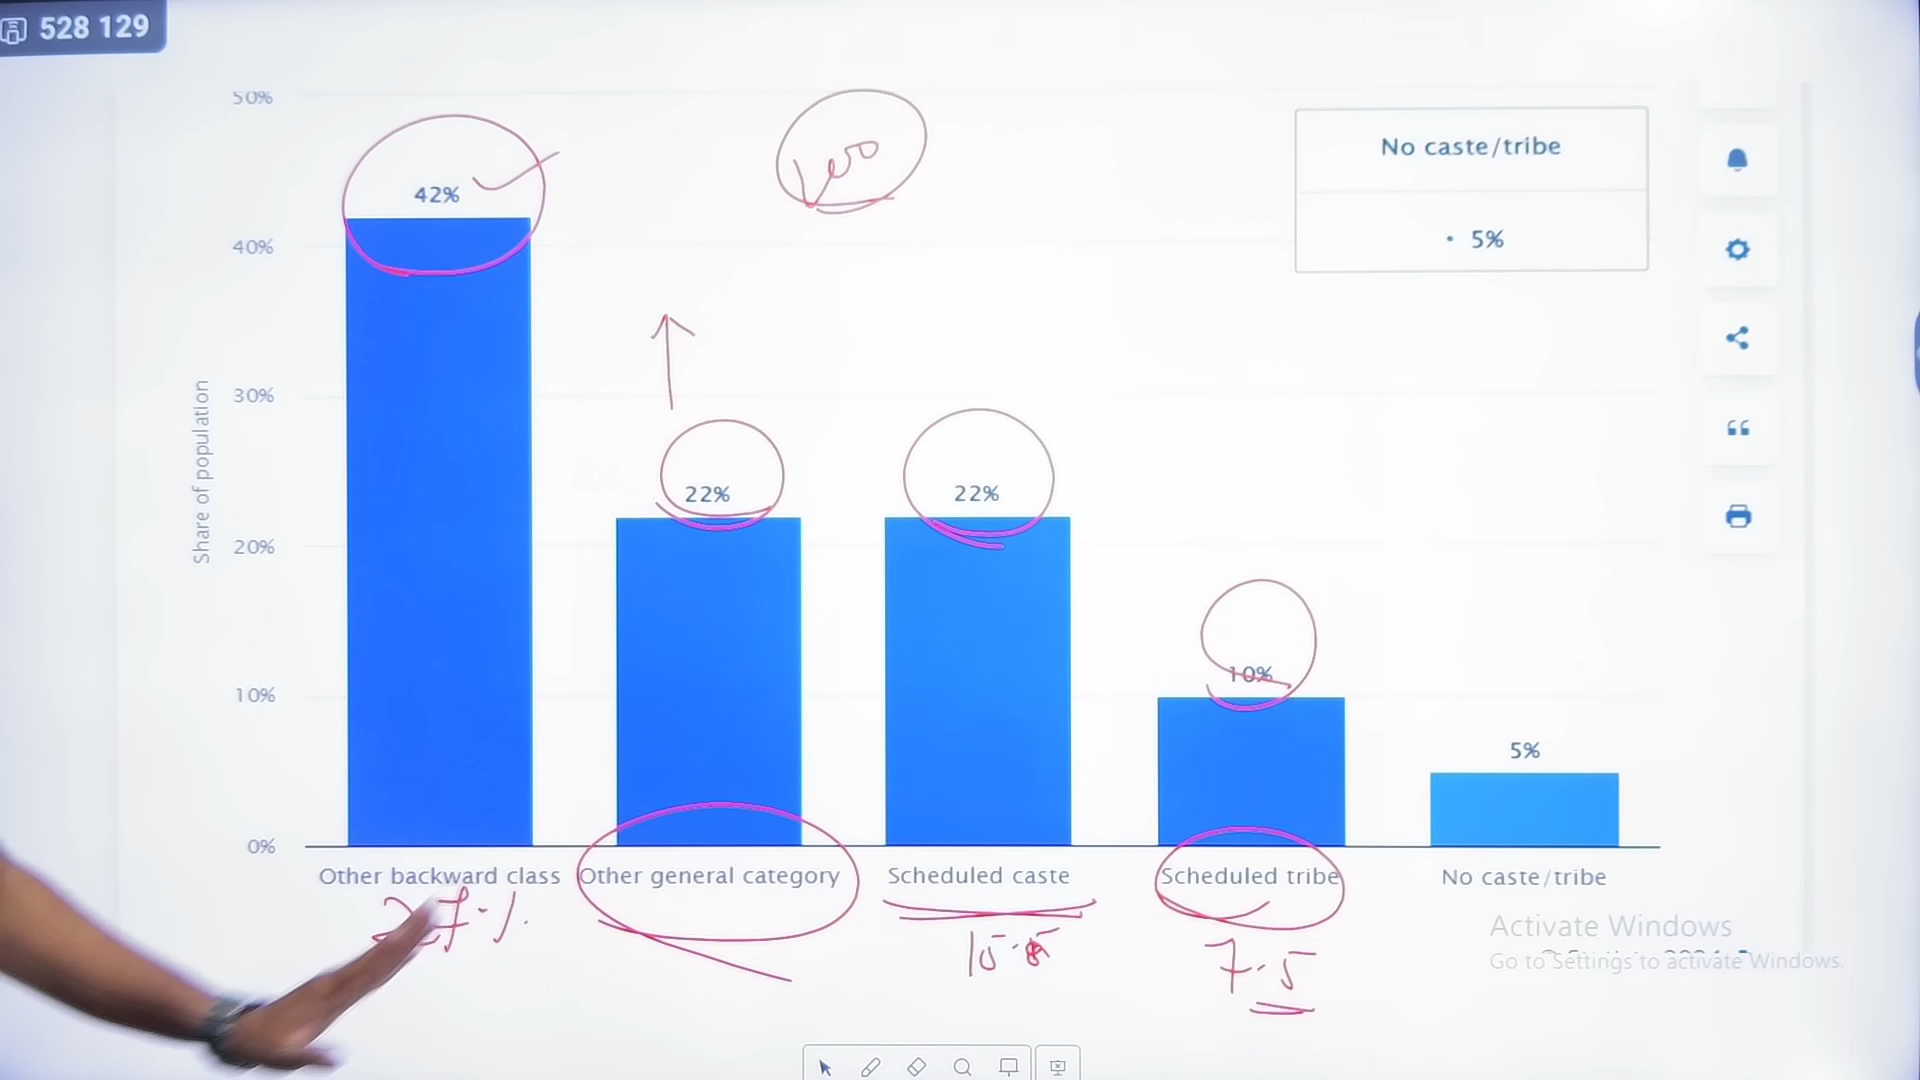 528 129
50%
No caste/tribe
42%
5%
40%
30%
22%
22%
Share of population
20%
10%
10%
5%
0%
Other backward class
Other general category
Scheduled caste
Scheduled tribe
No caste/tribe
27%
15
7.5
Activate Windows
Go to Settings to activate Windows.